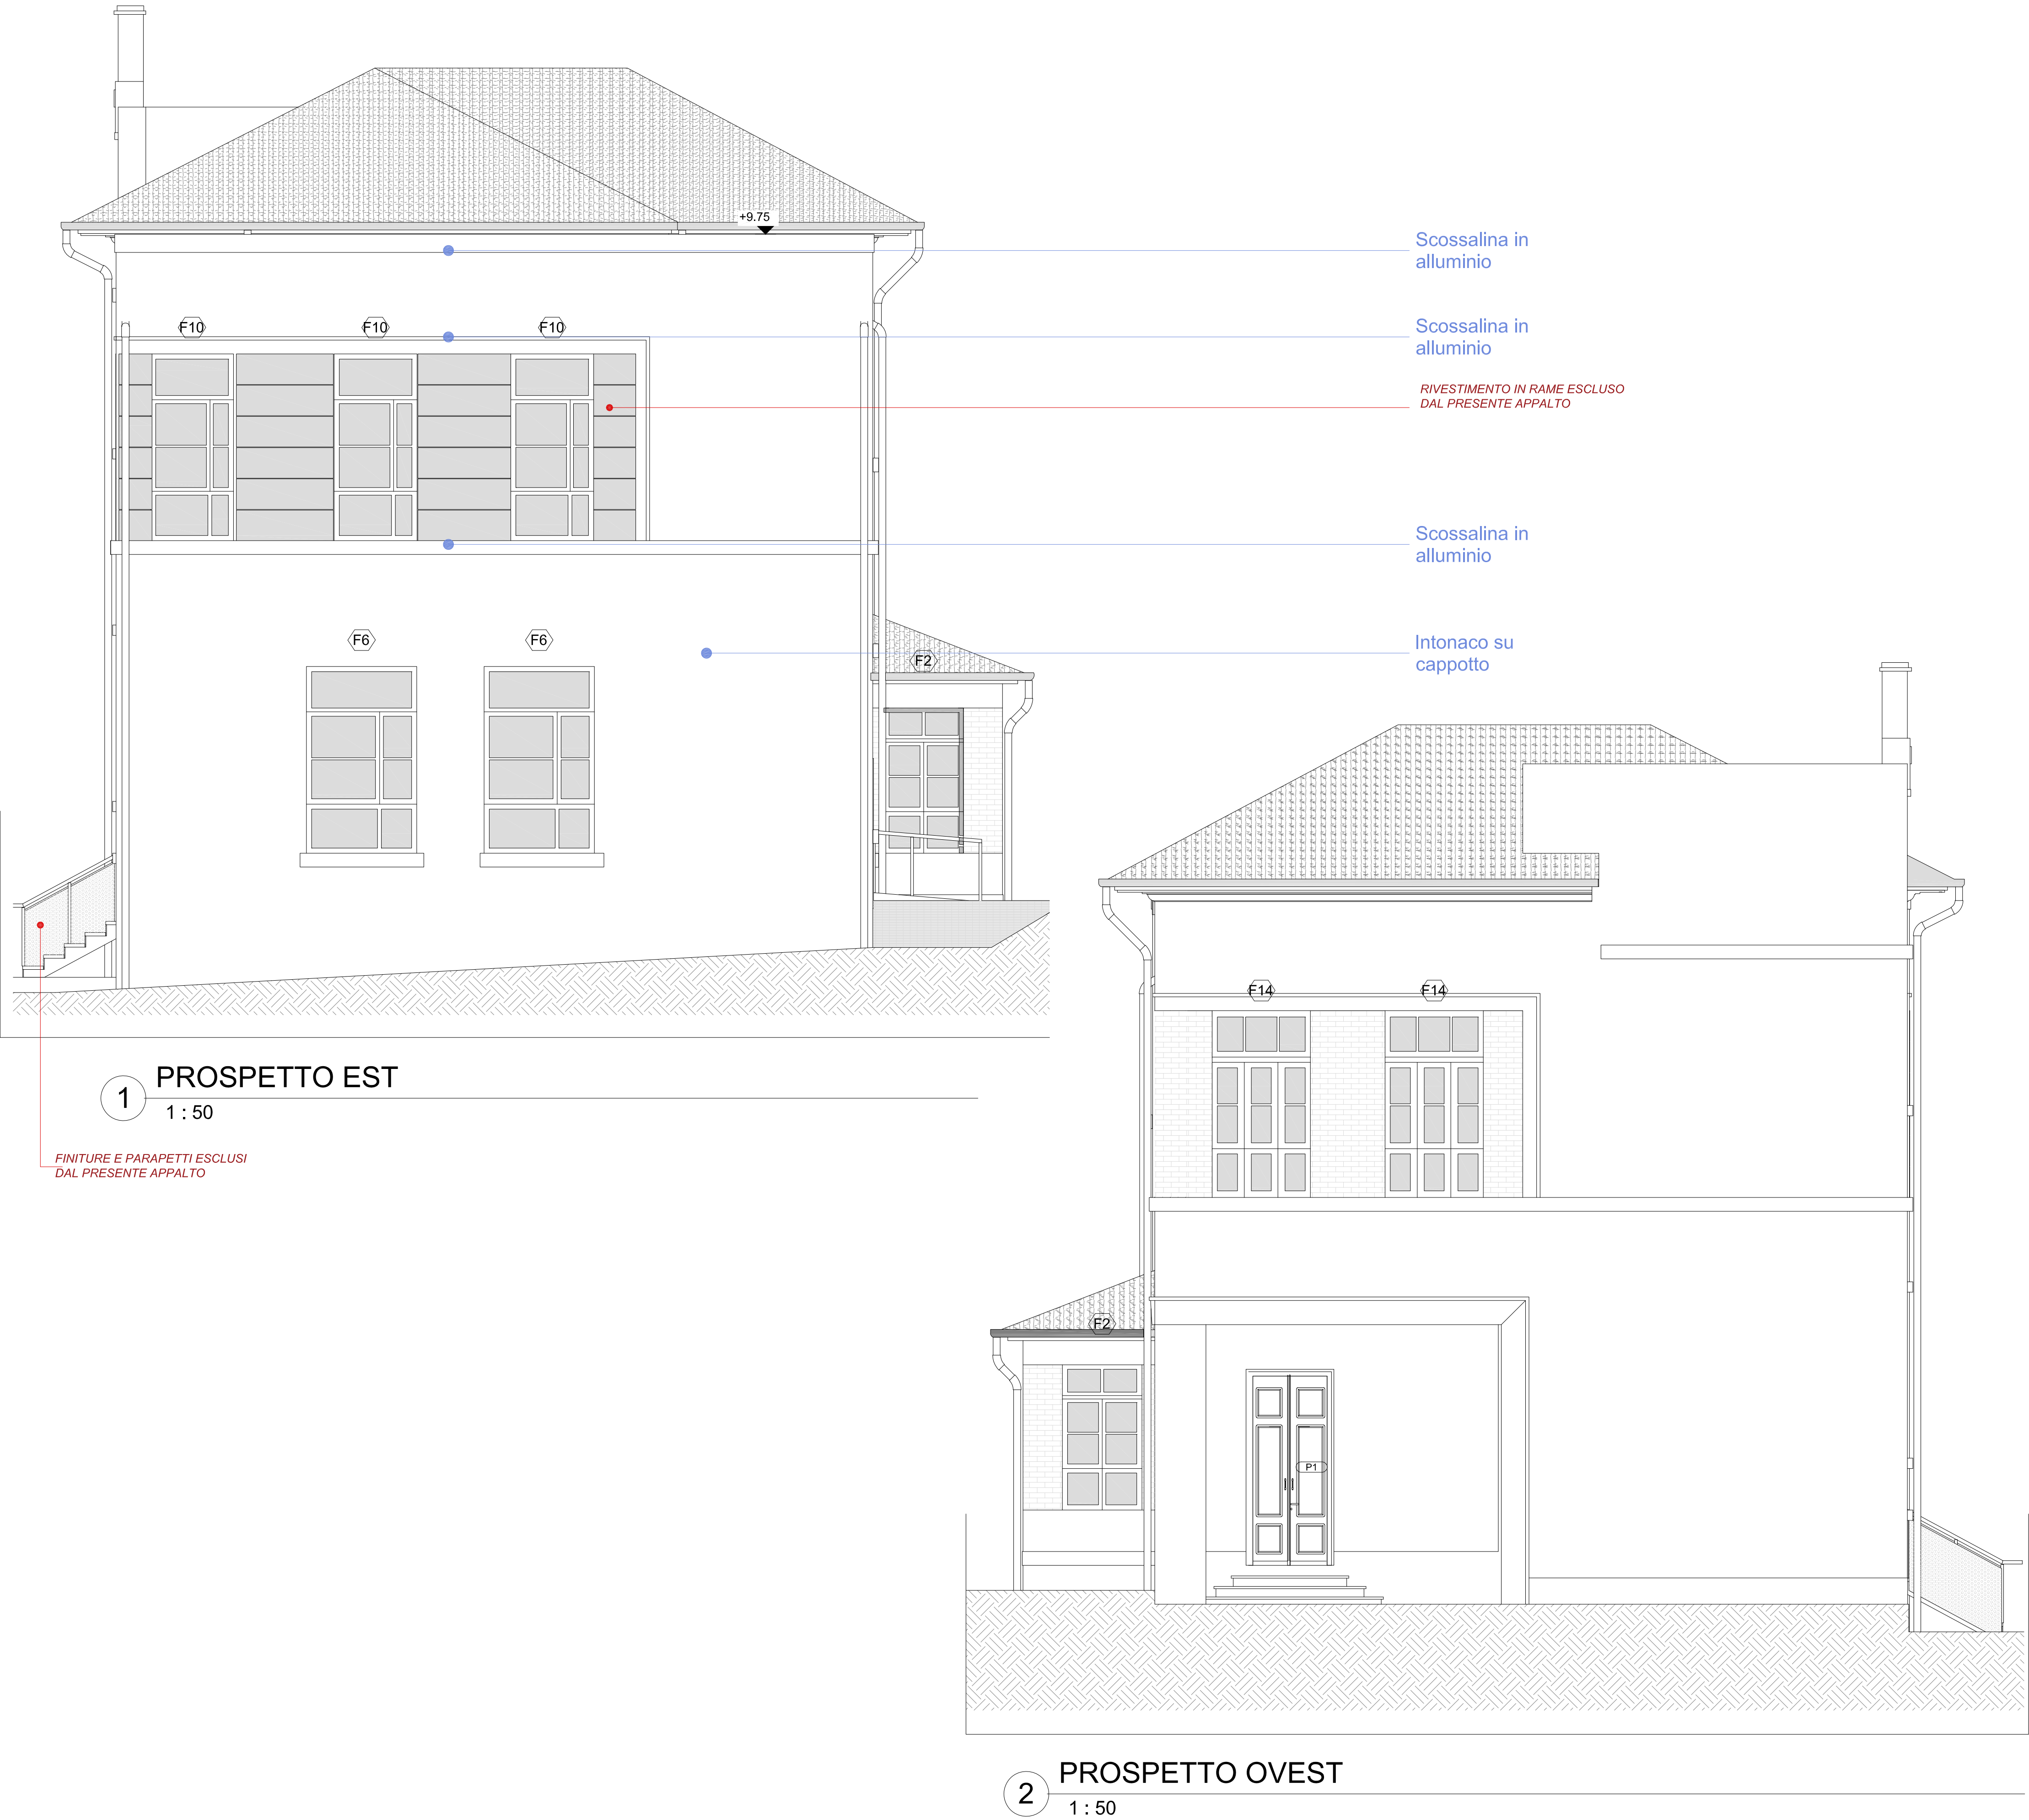 +9.75
Scossalina in
alluminio
F10
F10
F10
Scossalina in
alluminio
RIVESTIMENTO IN RAME ESCLUSO
DAL PRESENTE APPALTO
Scossalina in
alluminio
F6
F6
F2
Intonaco su
cappotto
1
PROSPETTO EST
1 : 50
FINITURE E PARAPETTI ESCLUSI
DAL PRESENTE APPALTO
F14
F14
F2
P1
2
PROSPETTO OVEST
1 : 50